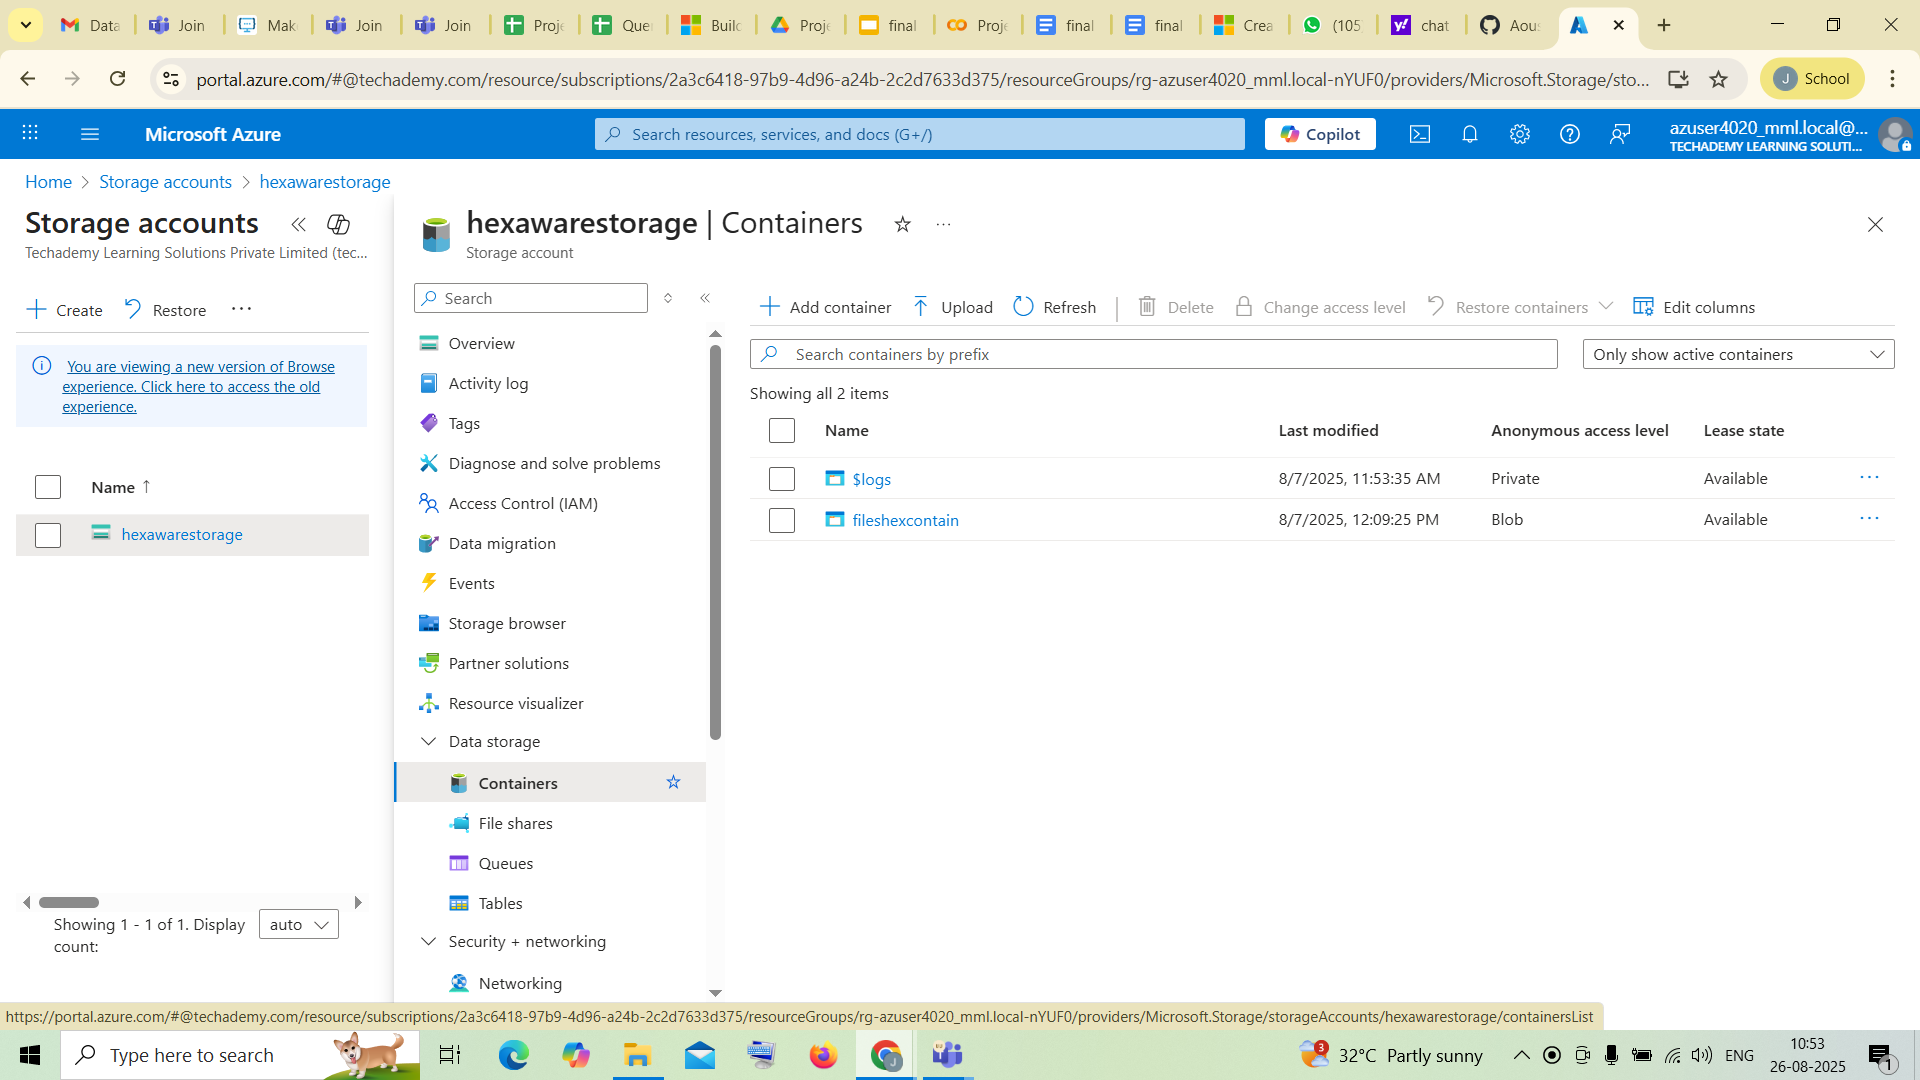 Data
Join
Mak
Join
Join
Proje
Que
Build
Proje
final
Proje
final
final
Crea
(105)
chat
Aous
portal.azure.com/#@techademy.com/resource/subscriptions/2a3c6418-97b9-4d96-a24b-2c2d7633d375/resourceGroups/rg-azuser4020_mml.local-nYUF0/providers/Microsoft.Storage/sto...
J
School
Microsoft Azure
Search resources, services, and docs (G+/)
Copilot
azuser4020_mml.local@...
TECHADEMY LEARNING SOLUTI...
Home > Storage accounts > hexawarestorage
Storage accounts
Techademy Learning Solutions Private Limited (tec...
Create
Restore
...
You are viewing a new version of Browse
experience. Click here to access the old
experience.
Name ↑
hexawarestorage
Showing 1 - 1 of 1. Display
count:
auto
hexawarestorage | Containers
Storage account
Search
Overview
Activity log
Tags
Diagnose and solve problems
Access Control (IAM)
Data migration
Events
Storage browser
Partner solutions
Resource visualizer
Data storage
Containers
File shares
Queues
Tables
Security + networking
Networking
Add container
Upload
Refresh
Delete
Change access level
Restore containers
Edit columns
Search containers by prefix
Only show active containers
Showing all 2 items
Name Last modified Anonymous access level Lease state
$logs 8/7/2025, 11:53:35 AM Private Available ...
fileshexcontain 8/7/2025, 12:09:25 PM Blob Available ...
https://portal.azure.com/#@techademy.com/resource/subscriptions/2a3c6418-97b9-4d96-a24b-2c2d7633d375/resourceGroups/rg-azuser4020_mml.local-nYUF0/providers/Microsoft.Storage/storageAccounts/hexawarestorage/containersList
Type here to search
J
3
32°C Partly sunny
ENG
10:53
26-08-2025
1